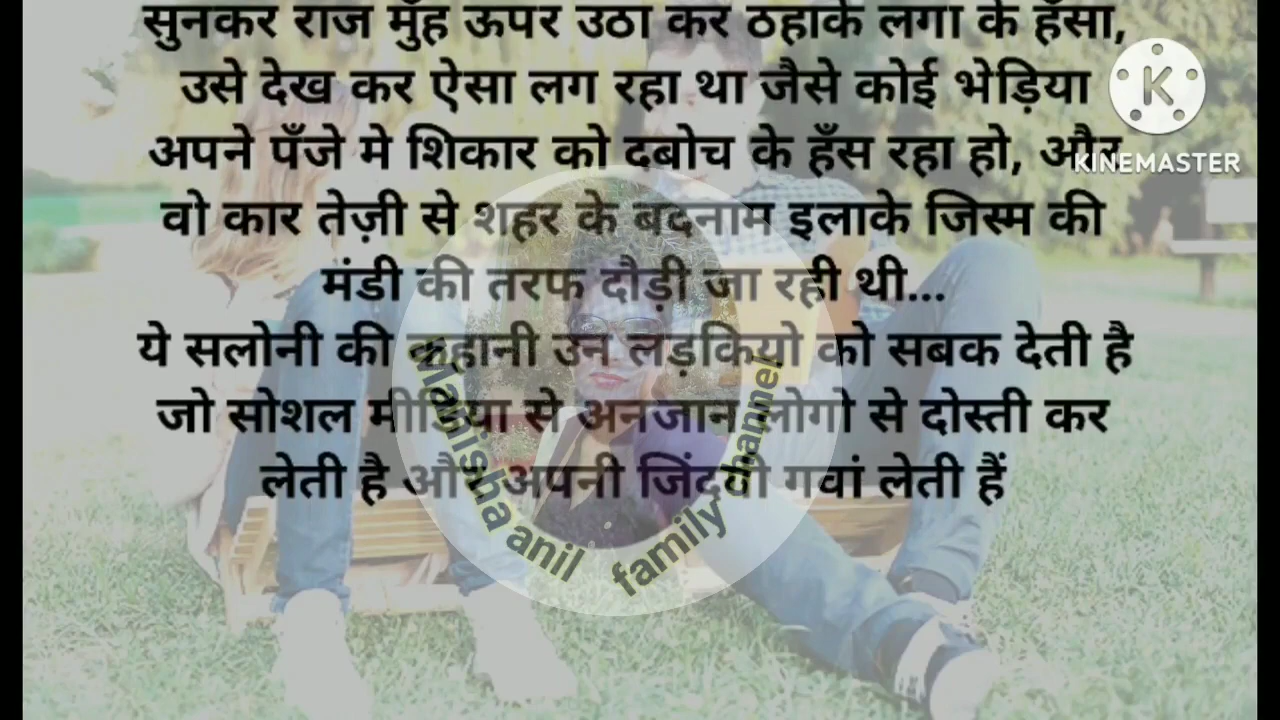 सुनकर राज मुँह ऊपर उठा कर ठहाके लगा के हँसा,
उसे देख कर ऐसा लग रहा था जैसे कोई भेड़िया
अपने पँजे मे शिकार को दबोच के हँस रहा हो, और
वो कार तेज़ी से शहर के बदनाम इलाके जिस्म की
मंडी की तरफ दौड़ी जा रही थी...
ये सलोनी की कहानी उन लड़कियो को सबक देती है
जो सोशल मीडिया से अनजान लोगो से दोस्ती कर
लेती है और अपनी जिंदगी गवां लेती हैं
K
KINEMASTER
Manisha anil family channel